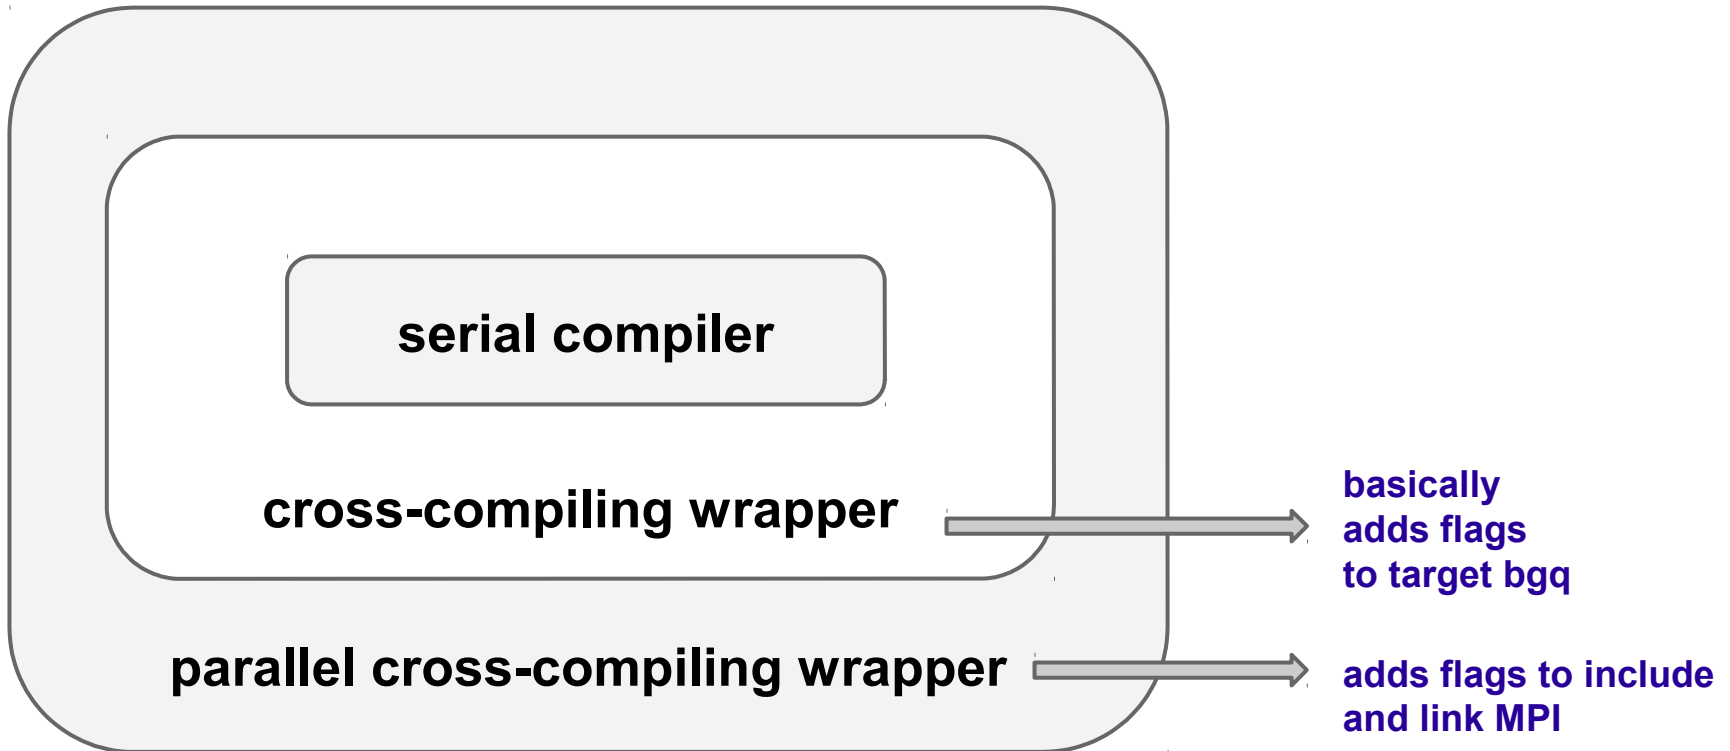 serial compiler
cross-compiling wrapper
basically
adds flags
to target bgq
parallel cross-compiling wrapper
adds flags to include
and link MPI